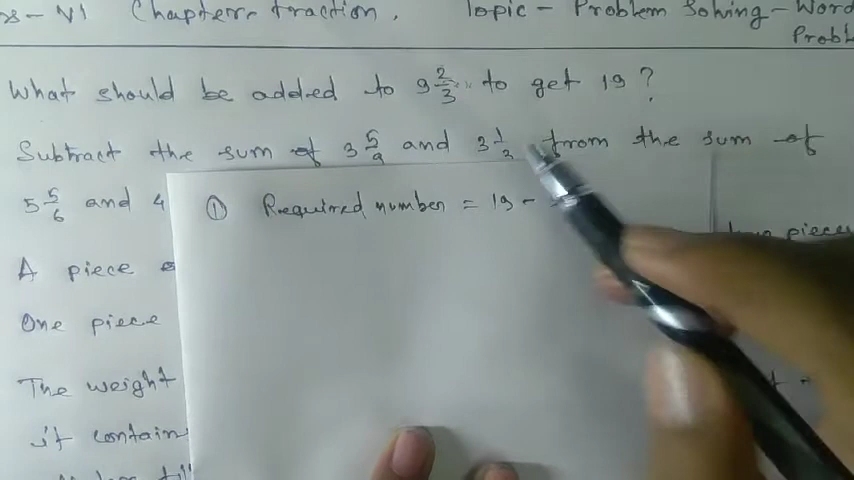 VI Chapter - fraction. Topic - Problem Solving - Word
What should be added to 9 2/3 to get 19 ?
Subtract the sum of 3 5/9 and 3 1/3 from the sum of
5 5/6 and 4
① Required number = 19 -
pieces
A piece
One piece
The weight
it contain